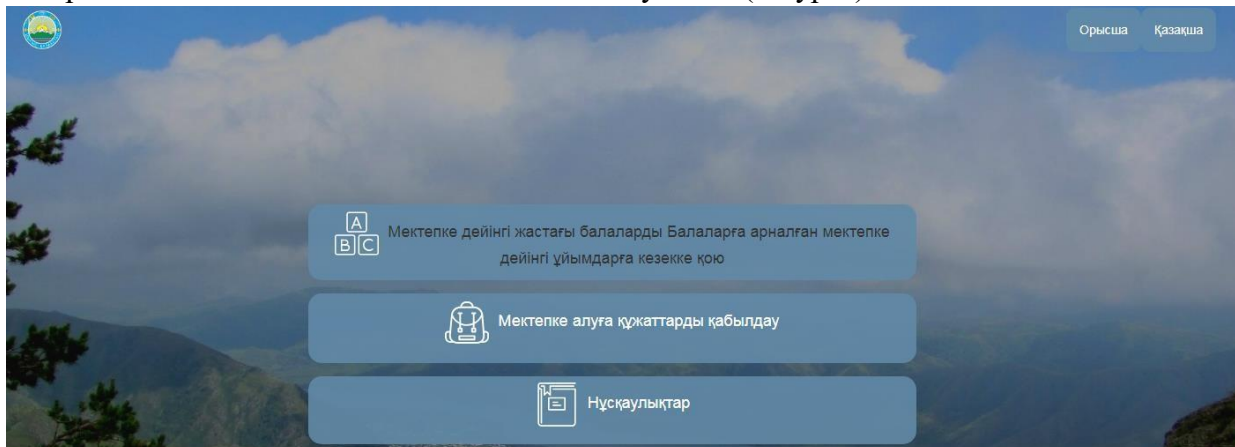 Орысша Қазақша
A
B C
Мектепке дейінгі жастағы балаларды Балаларға арналған мектепке
дейінгі ұйымдарға кезекке қою
Мектепке алуға құжаттарды қабылдау
Нұсқаулықтар